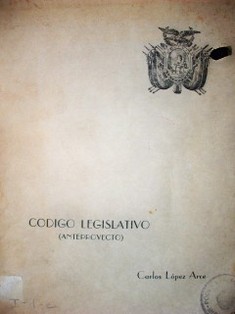 CODIGO LEGISLATIVO
(ANTEPROYECTO)
Carlos López Arce